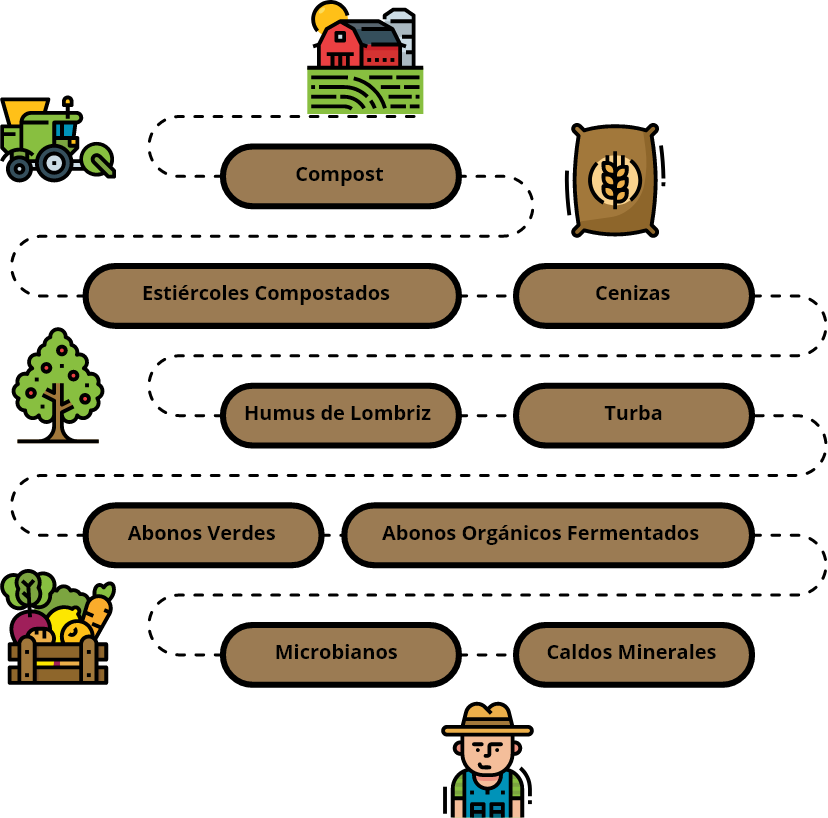 Compost
Estiércoles Compostados
Cenizas
Humus de Lombriz
Turba
Abonos Verdes
Abonos Orgánicos Fermentados
Microbianos
Caldos Minerales